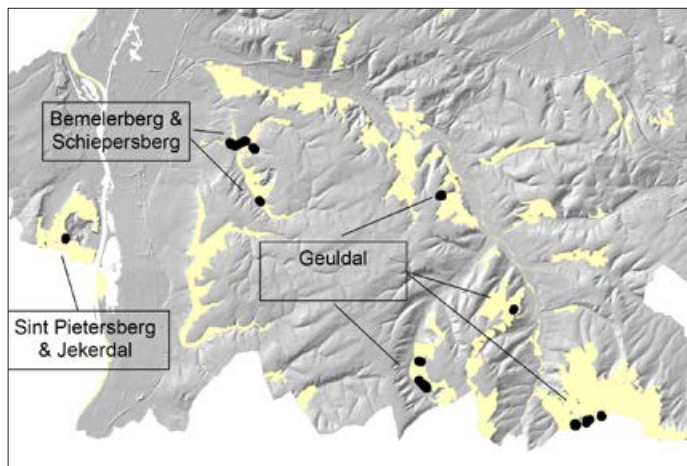 Bemelerberg &
Schiepersberg
Geuldal
Sint Pietersberg
& Jekerdal